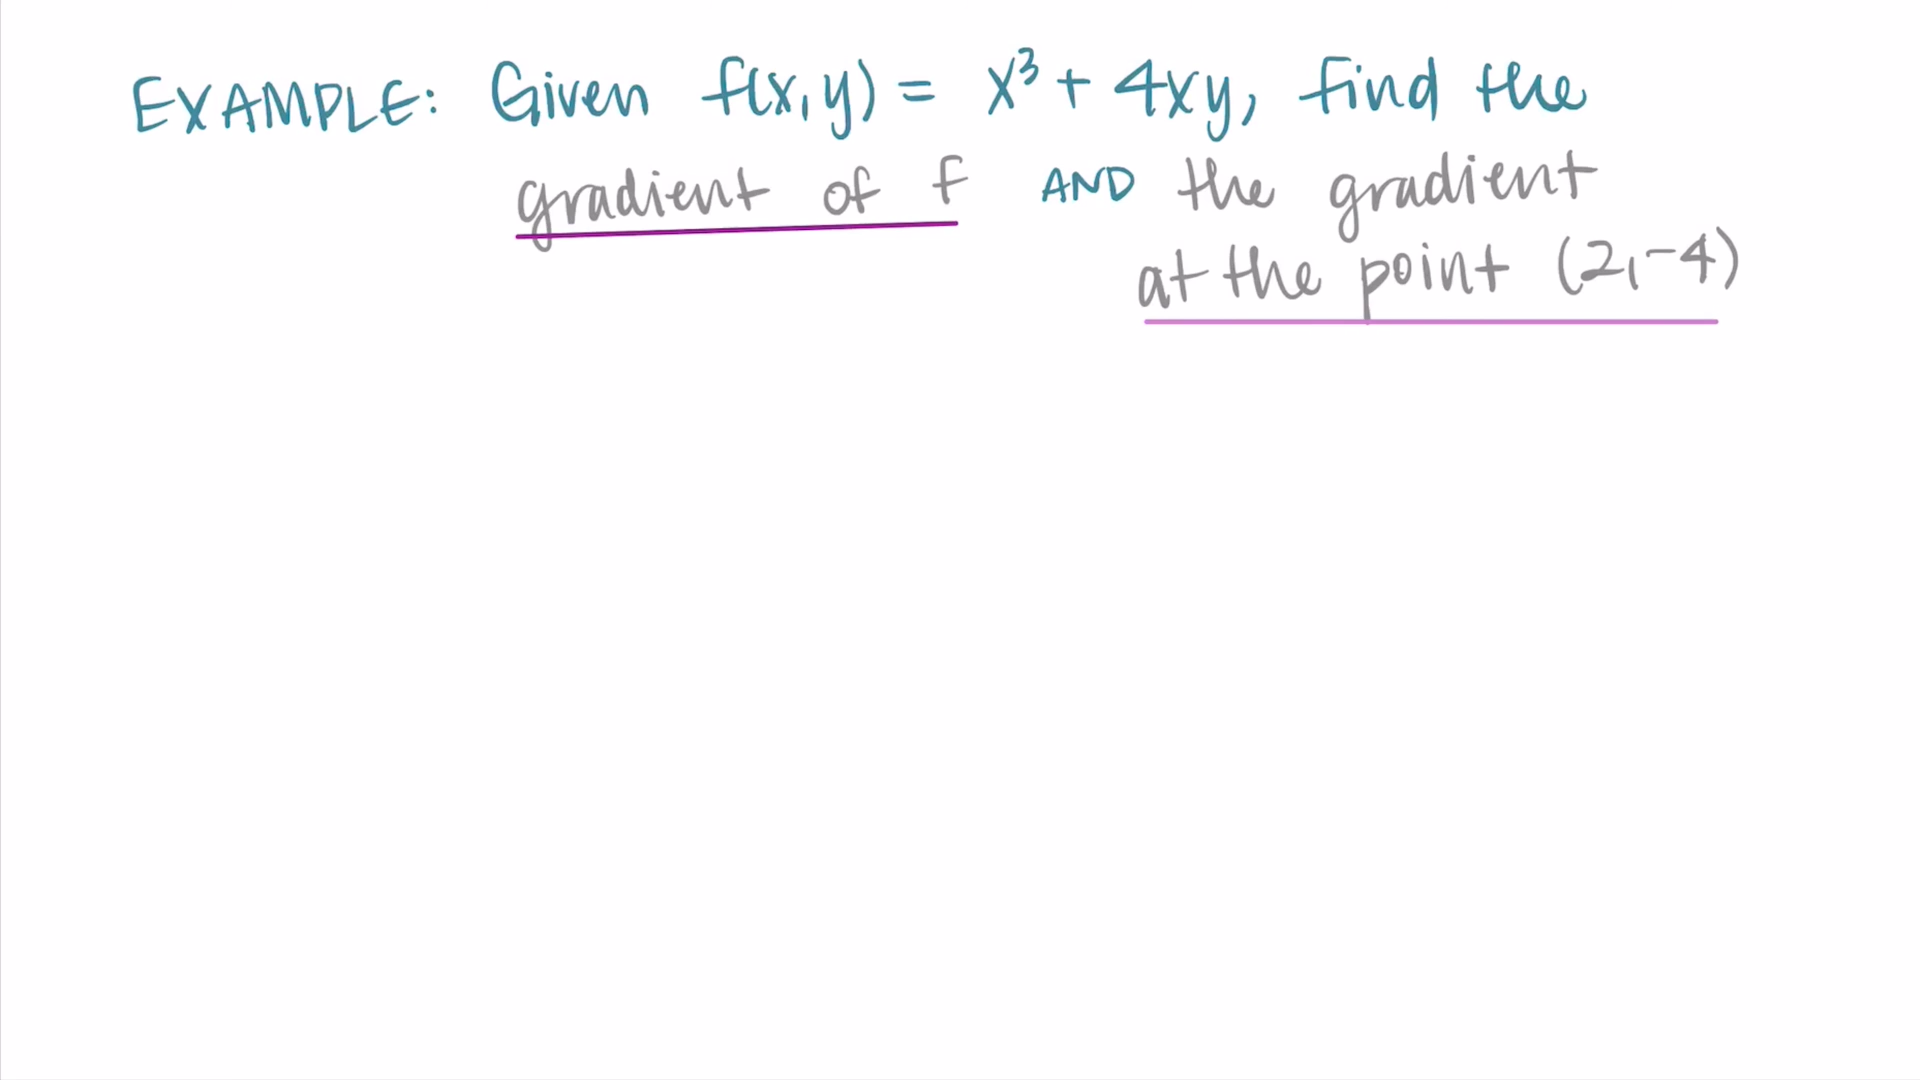 EXAMPLE: Given f(x,y) = x³ + 4xy, find the
gradient of f AND the gradient
at the point (2,-4)